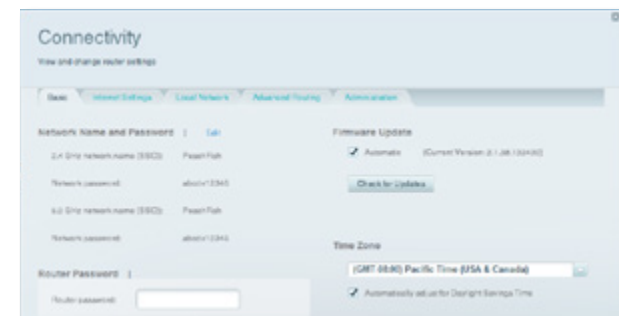 Connectivity
View and change router settings
Basic
Internet Settings
Local Network
Advanced Routing
Administration
Network Name and Password | Edit
2.4 GHz network name (SSID):
Network password:
5.0 GHz network name (SSID):
Network password:
Router Password |
Router password:
Firmware Update
Automatic
Check for Updates
Time Zone
(GMT-08:00) Pacific Time (USA & Canada)
Automatically adjust for Daylight Savings Time